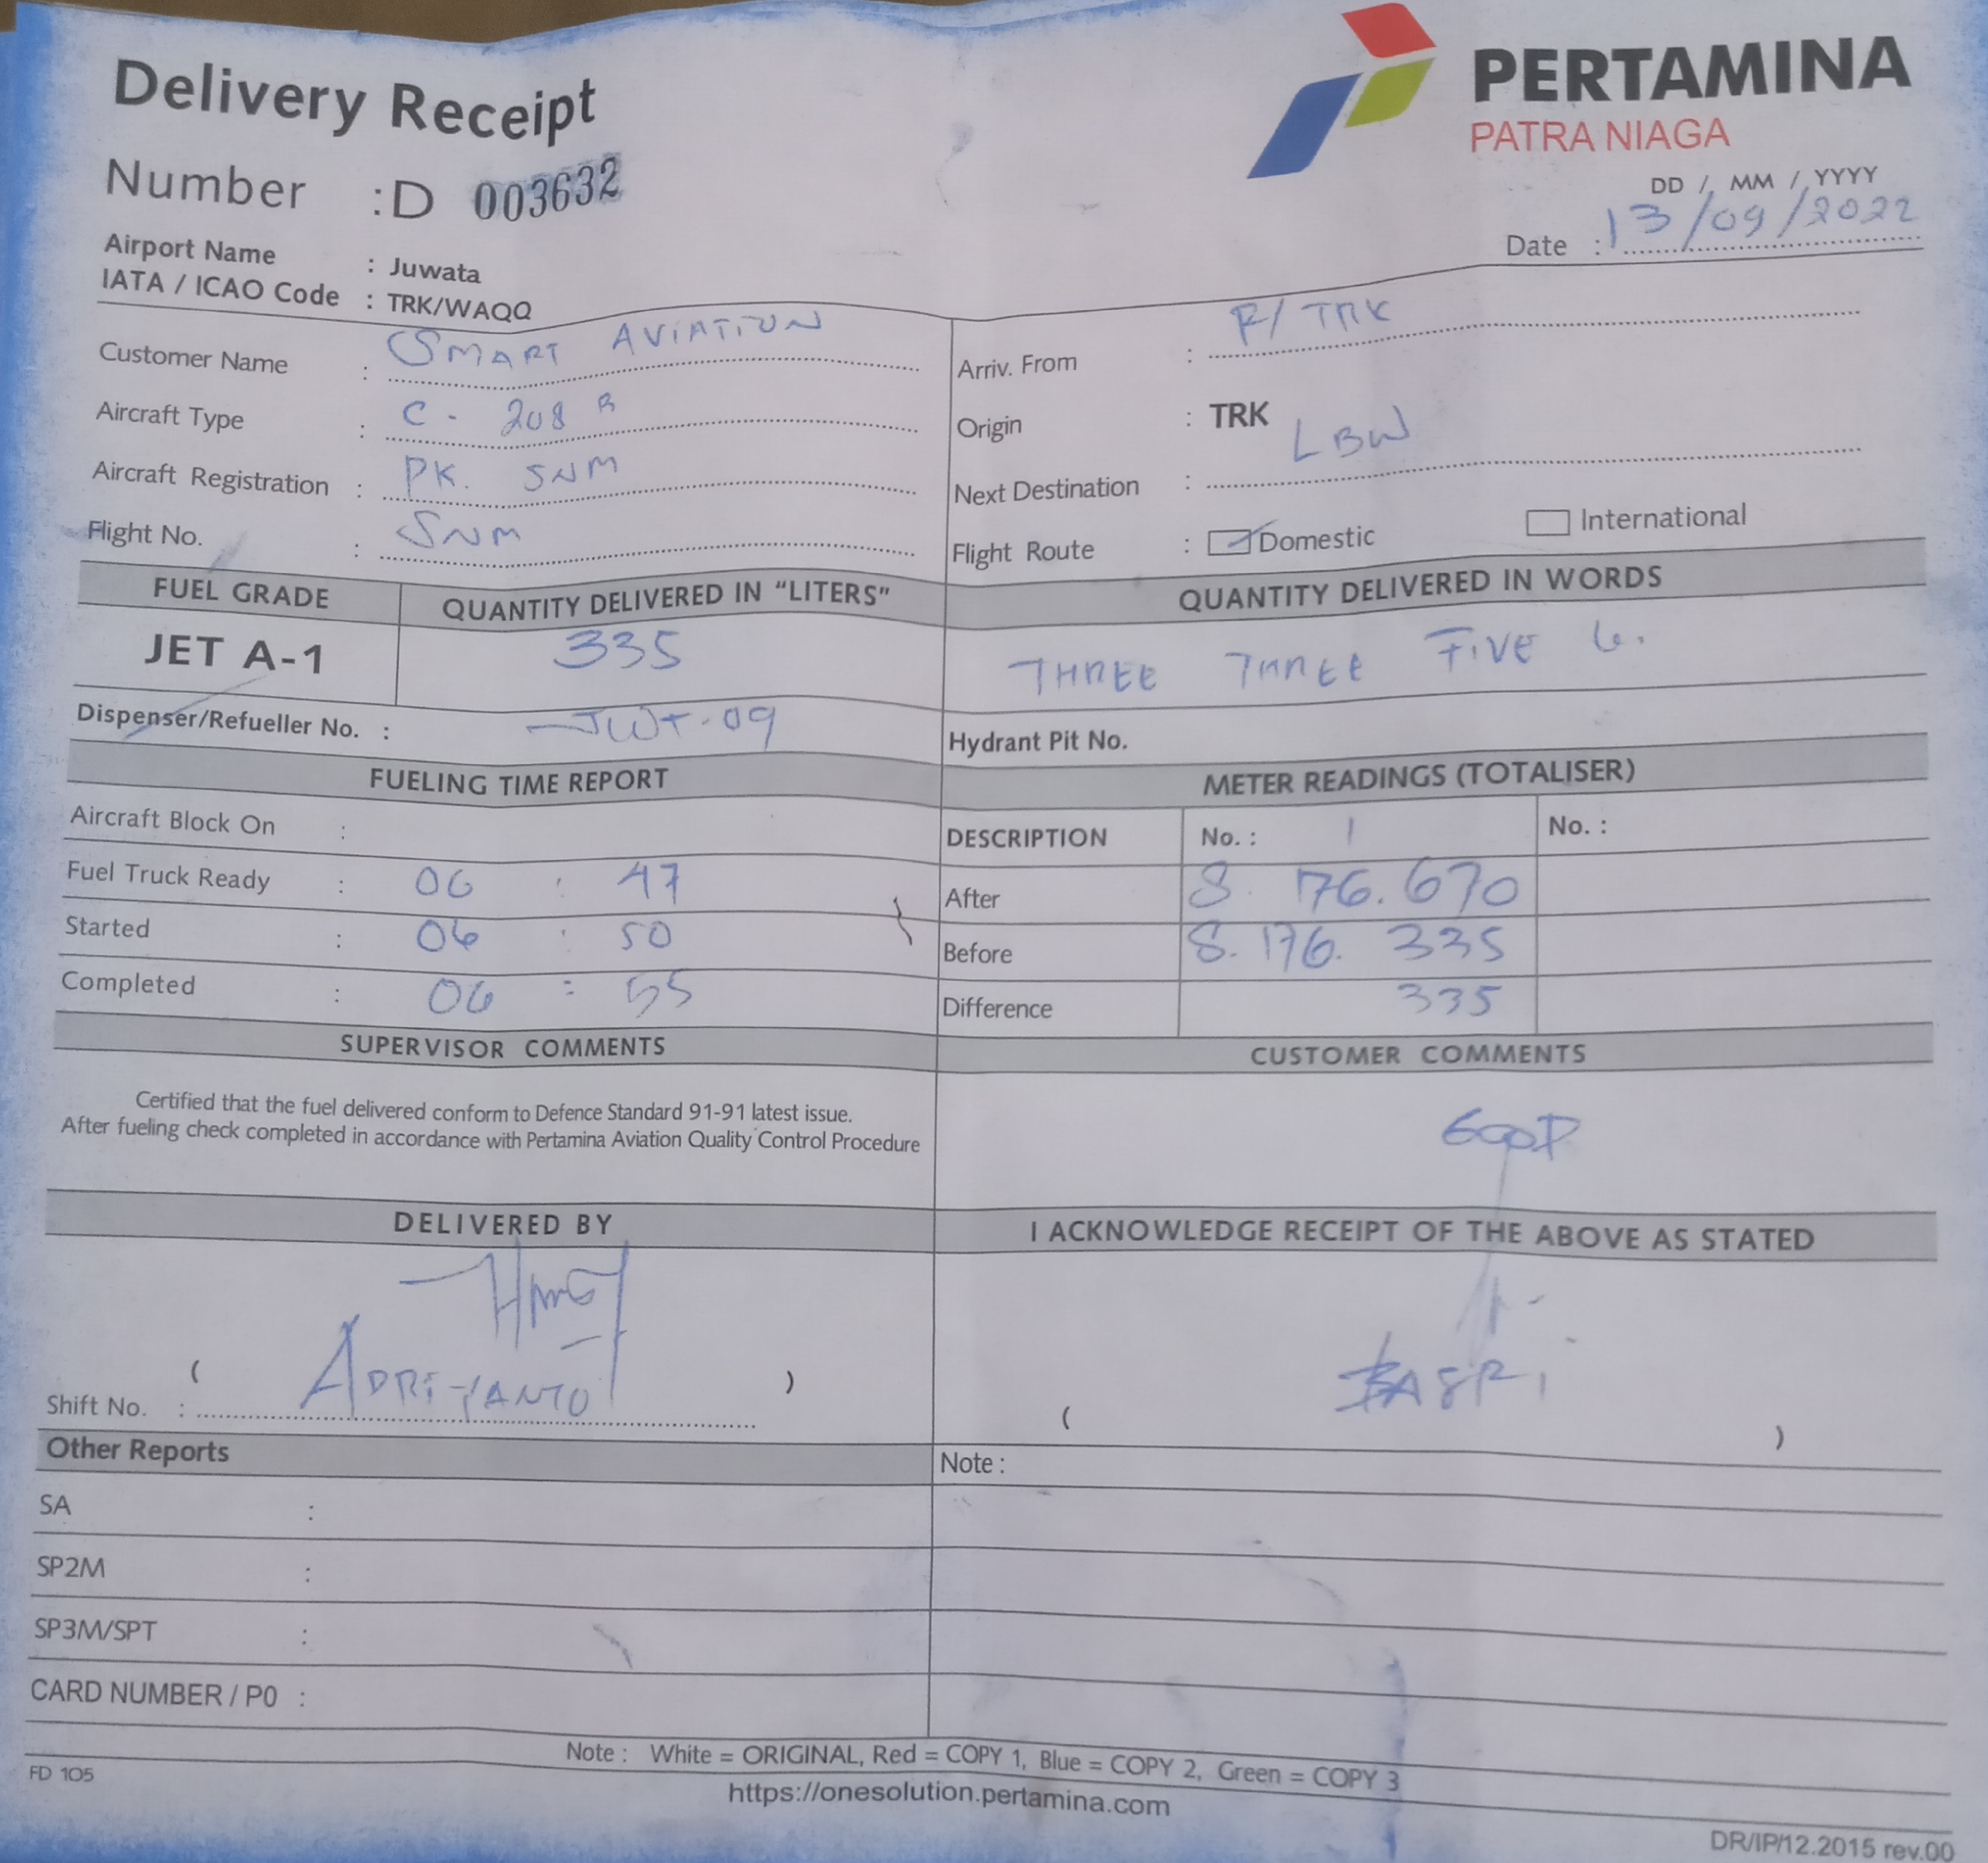 Delivery Receipt
PERTAMINA
PATRA NIAGA
Number : D 003632
DD / MM / YYYY
Date : 13/09/2022
Airport Name : Juwata
IATA / ICAO Code : TRK/WAQQ
Customer Name : SMART AVIATION
Arriv. From : R/ TRK
Aircraft Type : C - 208 B
Origin : TRK
Aircraft Registration : PK. SNM
Next Destination : LBW
Flight No. : SNM
Flight Route : Domestic International
FUEL GRADE QUANTITY DELIVERED IN "LITERS" QUANTITY DELIVERED IN WORDS
JET A-1 335 THREE THREE FIVE
Dispenser/Refueller No. : JWT-09 Hydrant Pit No.
FUELING TIME REPORT METER READINGS (TOTALISER)
Aircraft Block On : DESCRIPTION No. : 1 No. :
Fuel Truck Ready : 06 : 47 After 8. 176.670
Started : 06 : 50 Before 8. 176. 335
Completed : 06 : 55 Difference 335
SUPERVISOR COMMENTS CUSTOMER COMMENTS
Certified that the fuel delivered conform to Defence Standard 91-91 latest issue.
After fueling check completed in accordance with Pertamina Aviation Quality Control Procedure
GOOD
DELIVERED BY I ACKNOWLEDGE RECEIPT OF THE ABOVE AS STATED
( ADRIYANTO )
( BASRI )
Shift No. :
Other Reports Note :
SA :
SP2M :
SP3M/SPT :
CARD NUMBER / P0 :
Note : White = ORIGINAL, Red = COPY 1, Blue = COPY 2, Green = COPY 3
FD 105
https://onesolution.pertamina.com
DR/IP/12.2015 rev.00